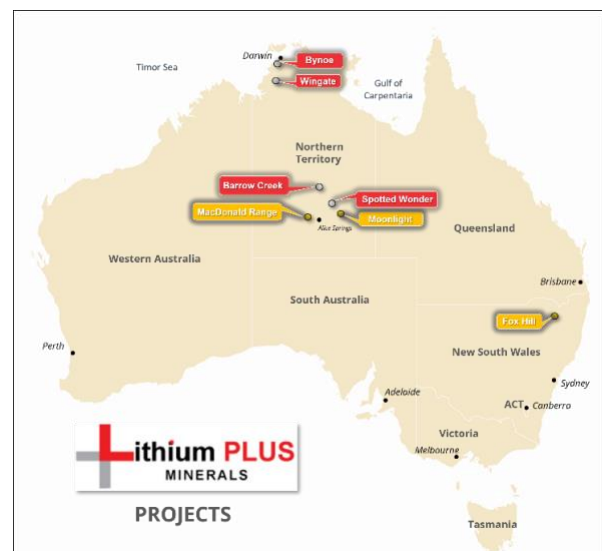 Darwin
Bynoe
Timor Sea
Wingate
Gulf of
Carpentaria
Northern
Territory
Barrow Creek
Spotted Wonder
MacDonald Range
Moonlight
Alice Springs
Queensland
Western Australia
Brisbane
South Australia
Fox Hill
Perth
New South Wales
Sydney
Adelaide
ACT
Canberra
Victoria
Melbourne
Lithium PLUS
MINERALS
PROJECTS
Tasmania